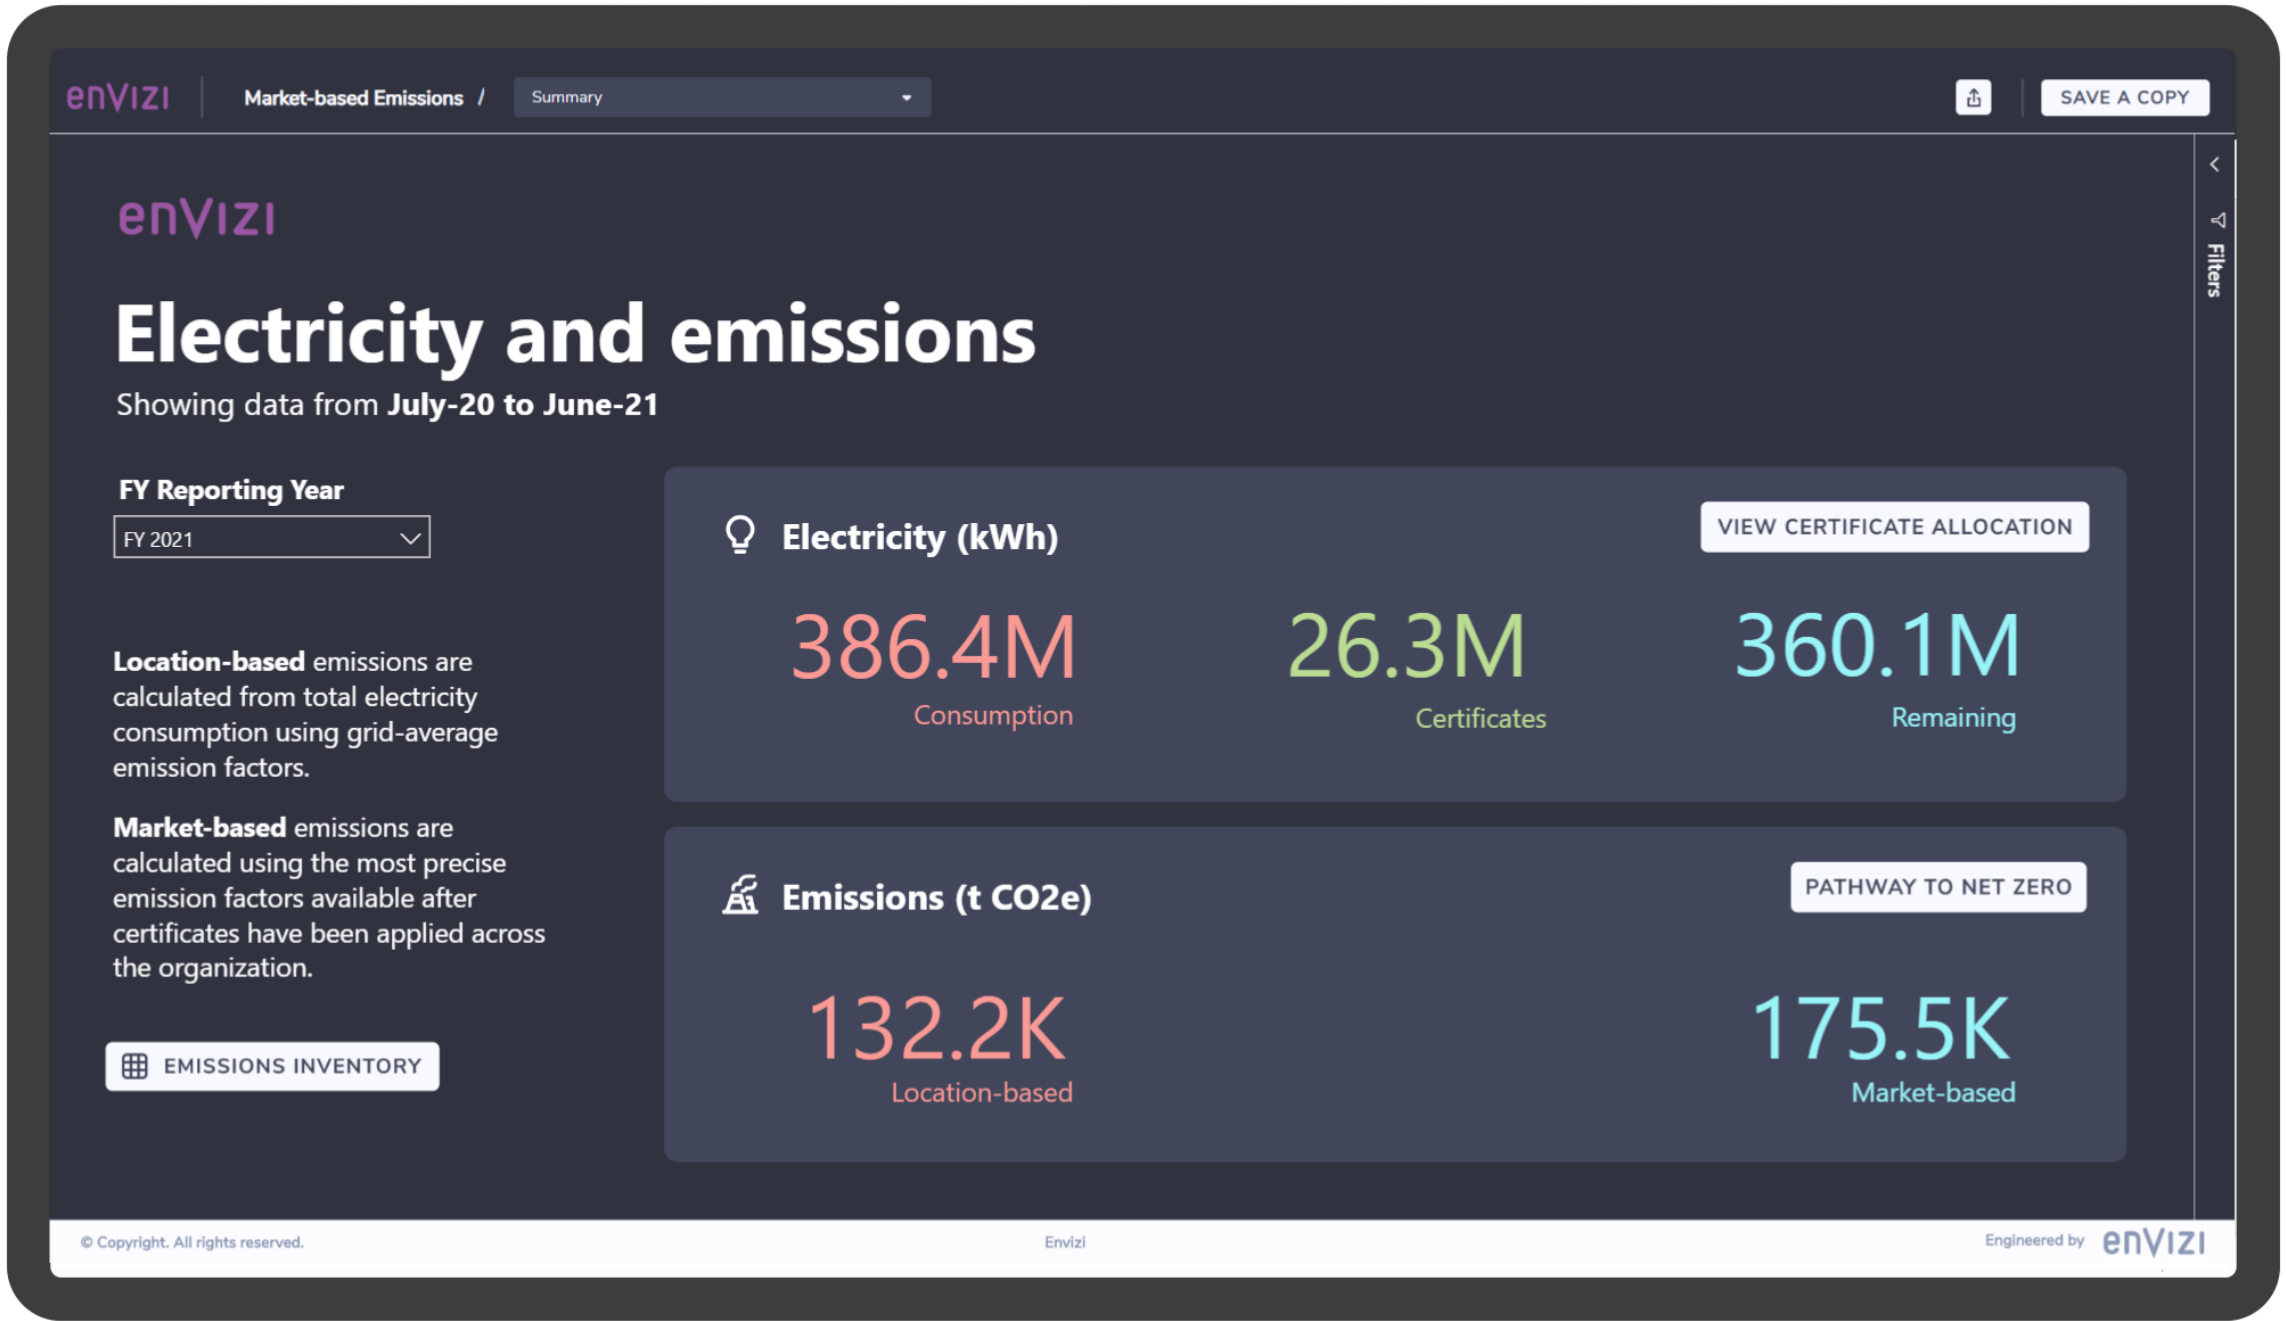 enVizi
Market-based Emissions /
Summary
SAVE A COPY
enVizi
Filters
Electricity and emissions
Showing data from July-20 to June-21
FY Reporting Year
FY 2021
Location-based emissions are
calculated from total electricity
consumption using grid-average
emission factors.
Market-based emissions are
calculated using the most precise
emission factors available after
certificates have been applied across
the organization.
EMISSIONS INVENTORY
Electricity (kWh)
VIEW CERTIFICATE ALLOCATION
386.4M
Consumption
26.3M
Certificates
360.1M
Remaining
Emissions (t CO2e)
PATHWAY TO NET ZERO
132.2K
Location-based
175.5K
Market-based
© Copyright. All rights reserved.
Envizi
Engineered by enVizi